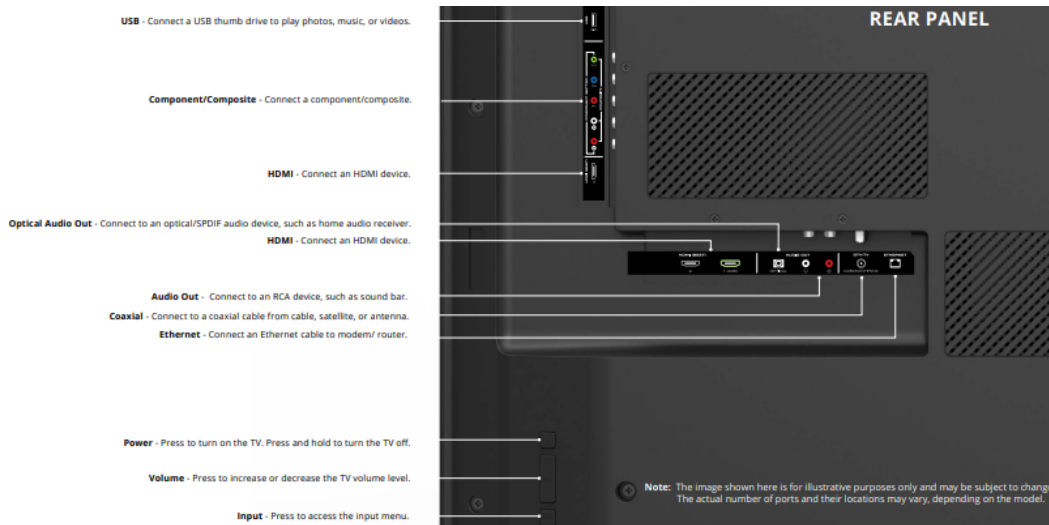 REAR PANEL
USB - Connect a USB thumb drive to play photos, music, or videos.
Component/Composite - Connect a component/composite.
HDMI - Connect an HDMI device.
Optical Audio Out - Connect to an optical/SPDIF audio device, such as home audio receiver.
HDMI - Connect an HDMI device.
AUDIO OUT
ETHERNET
Audio Out - Connect to an RCA device, such as sound bar.
Coaxial - Connect to a coaxial cable from cable, satellite, or antenna.
Ethernet - Connect an Ethernet cable to modem/ router.
Power - Press to turn on the TV. Press and hold to turn the TV off.
Volume - Press to increase or decrease the TV volume level.
Note: The image shown here is for illustrative purposes only and may be subject to chang
The actual number of ports and their locations may vary, depending on the model.
Input - Press to access the input menu.